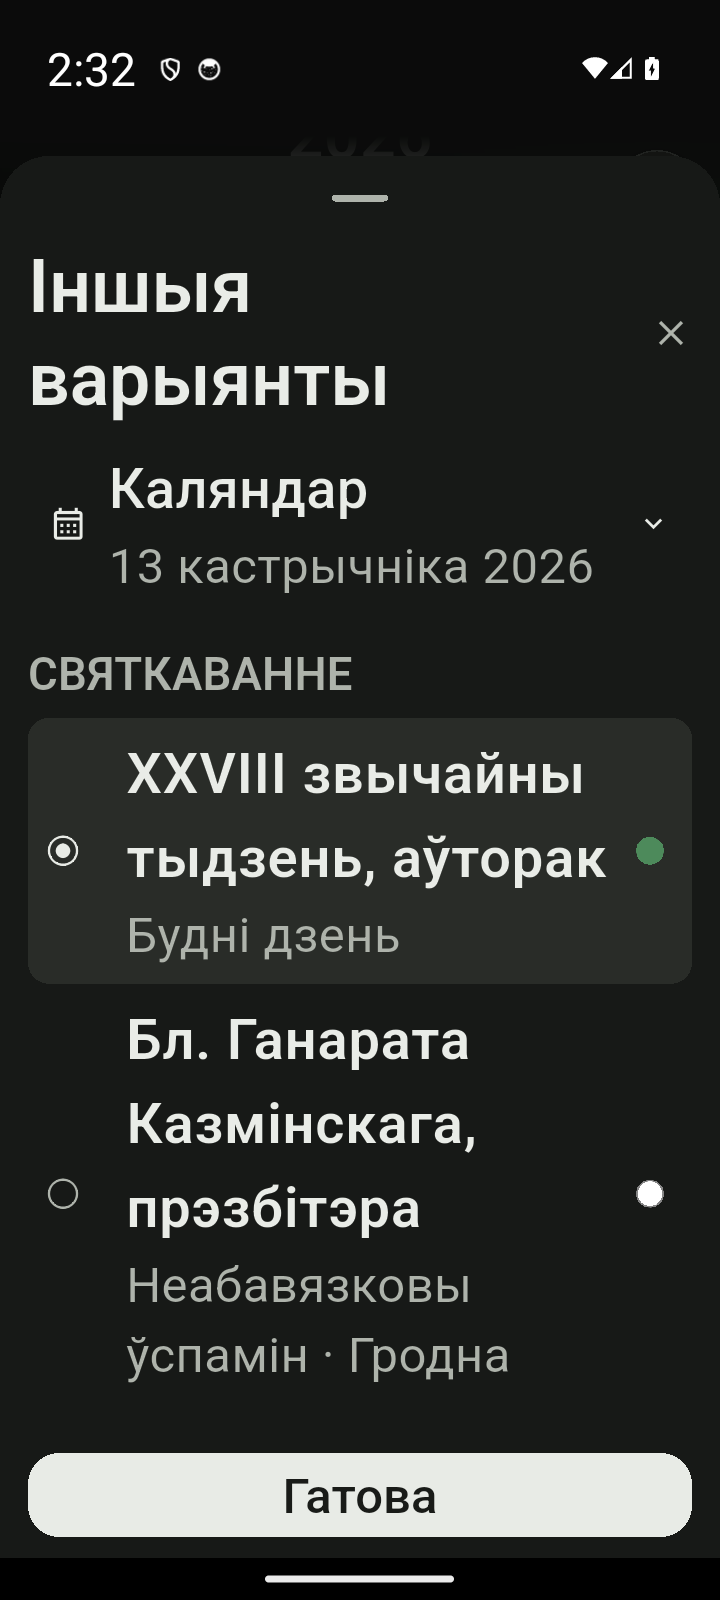 2:32
2026
Іншыя
варыянты
Каляндар
13 кастрычніка 2026
СВЯТКАВАННЕ
XXVIII звычайны
тыдзень, аўторак
Будні дзень
Бл. Ганарата
Казмінскага,
прэзбітэра
Неабавязковы
ўспамін · Гродна
Гатова